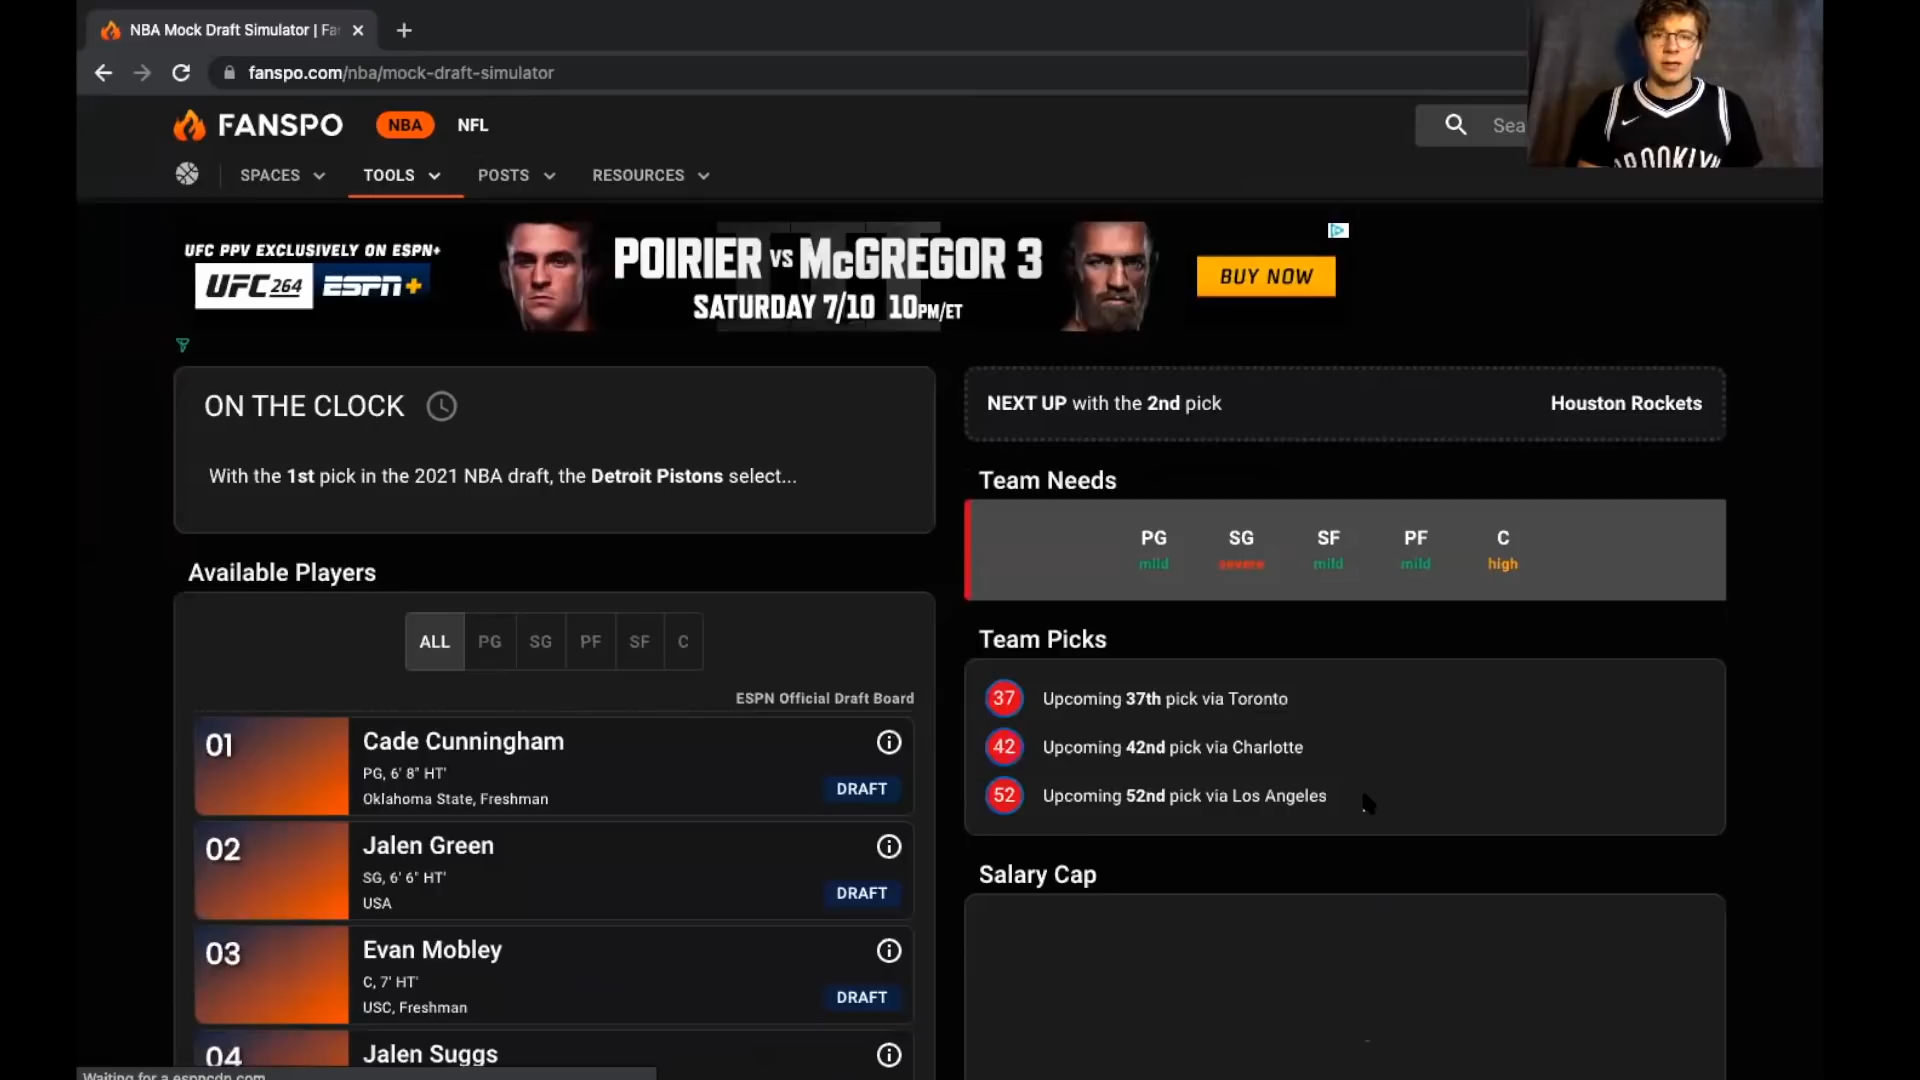 NBA Mock Draft Simulator | Fa
fanspo.com/nba/mock-draft-simulator
FANSPO NBA NFL
Sea
BROOKLYN
SPACES TOOLS POSTS RESOURCES
UFC PPV EXCLUSIVELY ON ESPN+
UFC 264 ESPN+
POIRIER VS McGREGOR 3
SATURDAY 7/10 10PM/ET
BUY NOW
ON THE CLOCK
With the 1st pick in the 2021 NBA draft, the Detroit Pistons select...
NEXT UP with the 2nd pick Houston Rockets
Team Needs
PG SG SF PF C
mild severe mild mild high
Team Picks
37 Upcoming 37th pick via Toronto
42 Upcoming 42nd pick via Charlotte
52 Upcoming 52nd pick via Los Angeles
Salary Cap
Available Players
ALL PG SG PF SF C
ESPN Official Draft Board
01 Cade Cunningham
PG, 6' 8" HT'
Oklahoma State, Freshman
DRAFT
02 Jalen Green
SG, 6' 6" HT'
USA
DRAFT
03 Evan Mobley
C, 7' HT'
USC, Freshman
DRAFT
04 Jalen Suggs
Waiting for a.espncdn.com